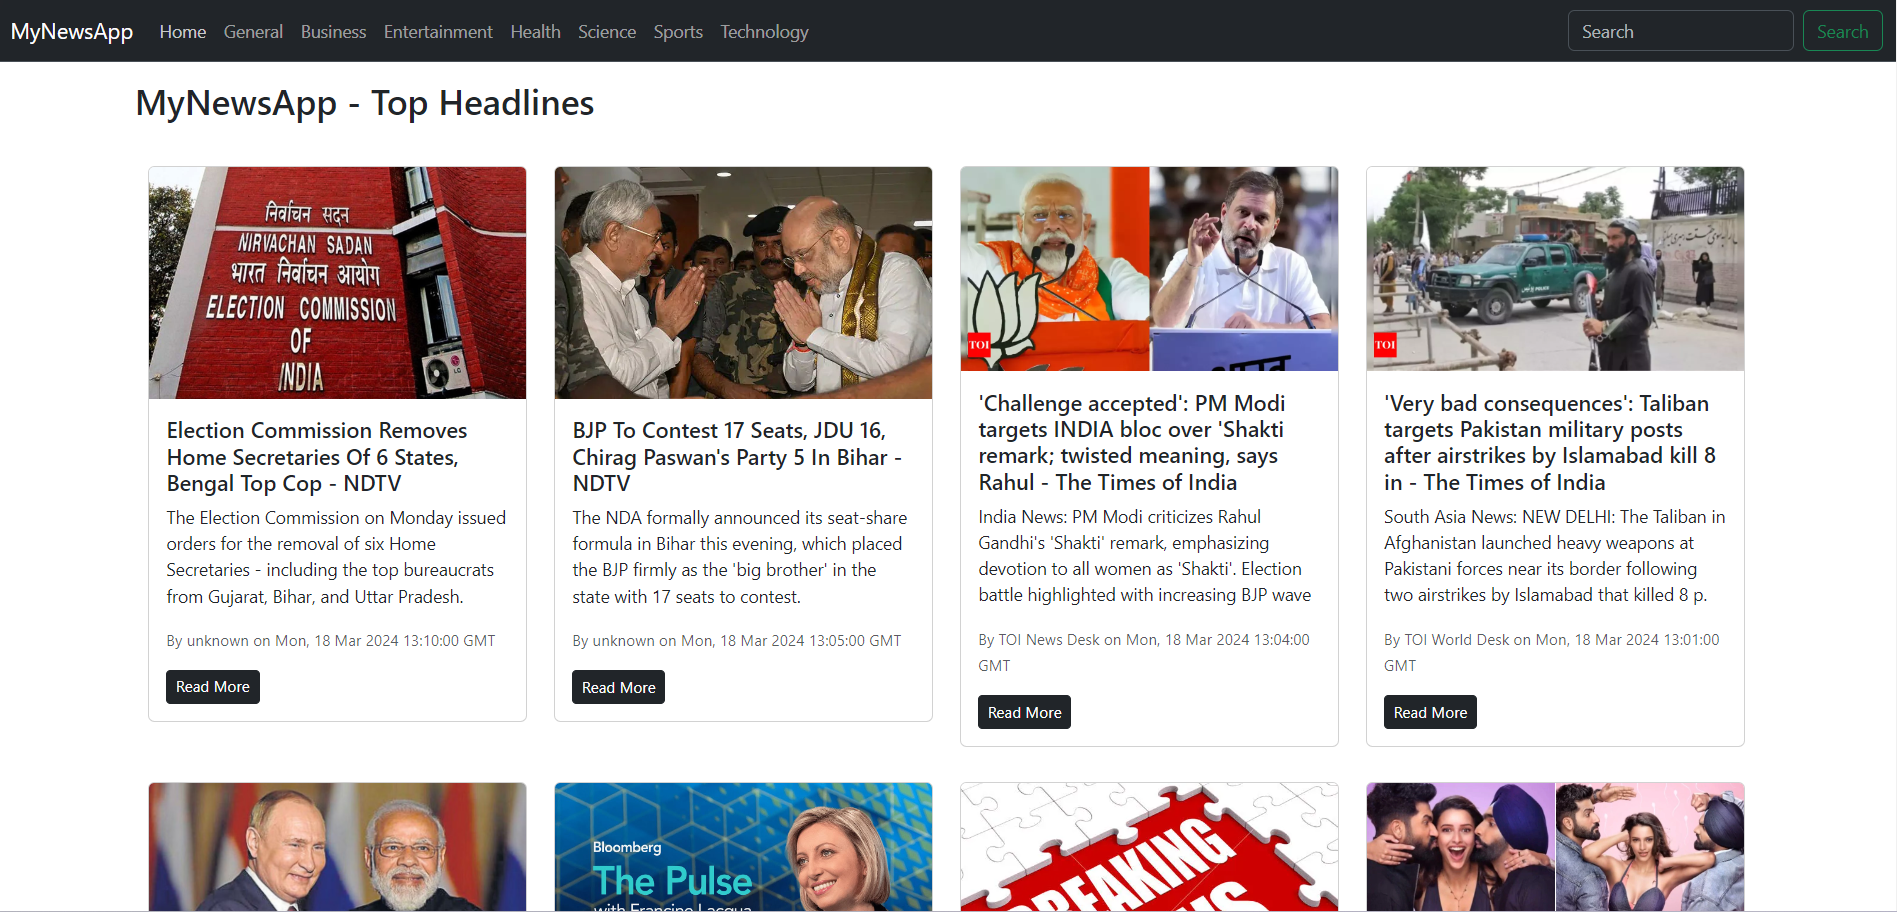 MyNewsApp Home General Business Entertainment Health Science Sports Technology Search Search
MyNewsApp - Top Headlines
निर्वाचन सदन
NIRVACHAN SADAN
भारत निर्वाचन आयोग
ELECTION COMMISSION
OF
INDIA
LG
Election Commission Removes
Home Secretaries Of 6 States,
Bengal Top Cop - NDTV
The Election Commission on Monday issued
orders for the removal of six Home
Secretaries - including the top bureaucrats
from Gujarat, Bihar, and Uttar Pradesh.
By unknown on Mon, 18 Mar 2024 13:10:00 GMT
Read More
BJP To Contest 17 Seats, JDU 16,
Chirag Paswan's Party 5 In Bihar -
NDTV
The NDA formally announced its seat-share
formula in Bihar this evening, which placed
the BJP firmly as the 'big brother' in the
state with 17 seats to contest.
By unknown on Mon, 18 Mar 2024 13:05:00 GMT
Read More
TOI
'Challenge accepted': PM Modi
targets INDIA bloc over 'Shakti
remark; twisted meaning, says
Rahul - The Times of India
India News: PM Modi criticizes Rahul
Gandhi's 'Shakti' remark, emphasizing
devotion to all women as 'Shakti'. Election
battle highlighted with increasing BJP wave
By TOI News Desk on Mon, 18 Mar 2024 13:04:00
GMT
Read More
TOI
'Very bad consequences': Taliban
targets Pakistan military posts
after airstrikes by Islamabad kill 8
in - The Times of India
South Asia News: NEW DELHI: The Taliban in
Afghanistan launched heavy weapons at
Pakistani forces near its border following
two airstrikes by Islamabad that killed 8 p.
By TOI World Desk on Mon, 18 Mar 2024 13:01:00
GMT
Read More
Bloomberg
The Pulse
with Francine Lacqua
BREAKING